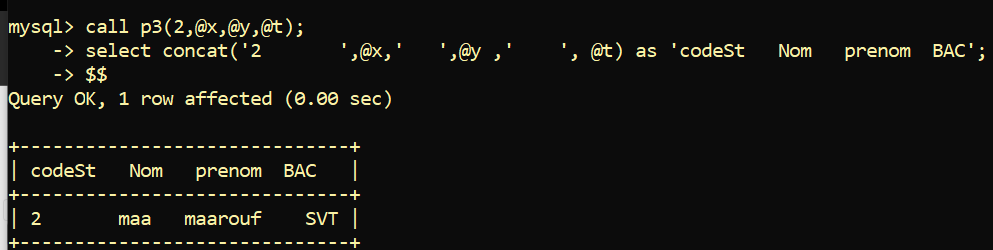 mysql> call p3(2,@x,@y,@t);
    -> select concat('2       ',@x,'   ',@y ,'    ', @t) as 'codeSt   Nom   prenom  BAC';
    -> $$
Query OK, 1 row affected (0.00 sec)
+------------------------------+
| codeSt   Nom   prenom  BAC   |
+------------------------------+
| 2       maa   maarouf    SVT |
+------------------------------+